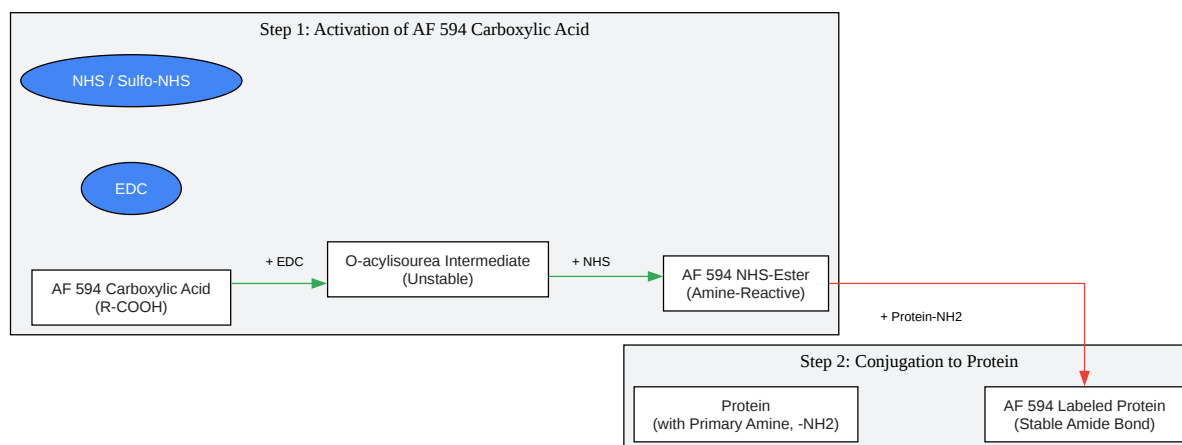 Step 1: Activation of AF 594 Carboxylic Acid
NHS / Sulfo-NHS
EDC
AF 594 Carboxylic Acid
(R-COOH)
+ EDC
O-acylisourea Intermediate
(Unstable)
+ NHS
AF 594 NHS-Ester
(Amine-Reactive)
+ Protein-NH2
Step 2: Conjugation to Protein
Protein
(with Primary Amine, -NH2)
AF 594 Labeled Protein
(Stable Amide Bond)